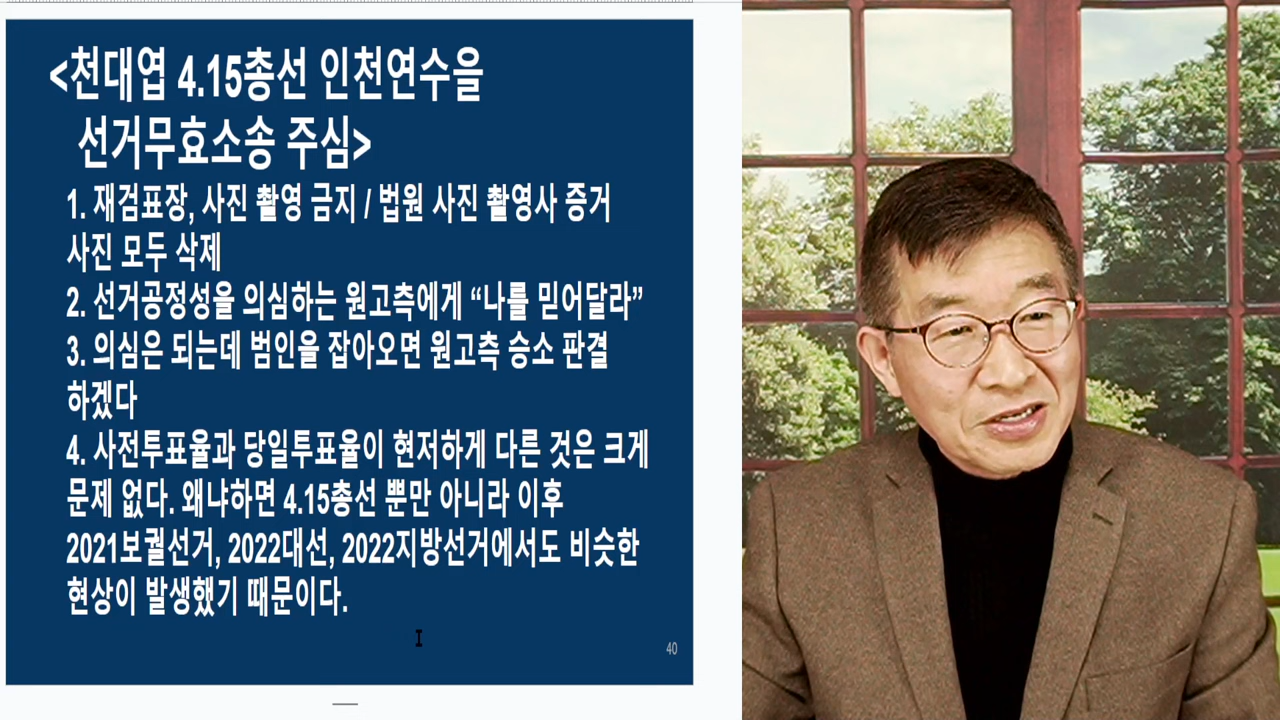 <천대엽 4.15총선 인천연수을
선거무효소송 주심>
1. 재검표장, 사진 촬영 금지 / 법원 사진 촬영사 증거
사진 모두 삭제
2. 선거공정성을 의심하는 원고측에게 “나를 믿어달라”
3. 의심은 되는데 범인을 잡아오면 원고측 승소 판결
하겠다
4. 사전투표율과 당일투표율이 현저하게 다른 것은 크게
문제 없다. 왜냐하면 4.15총선 뿐만 아니라 이후
2021보궐선거, 2022대선, 2022지방선거에서도 비슷한
현상이 발생했기 때문이다.
40